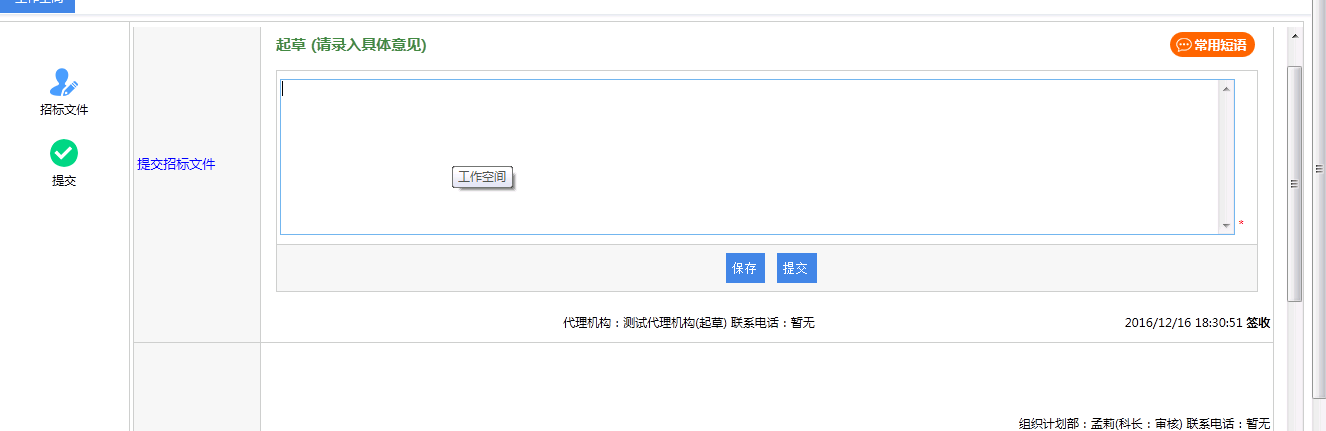 工作空间
起草 (请录入具体意见)
常用短语
招标文件
提交
提交招标文件
工作空间
*
保存 提交
代理机构：测试代理机构(起草) 联系电话：暂无
2016/12/16 18:30:51 签收
组织计划部：孟莉(科长：审核) 联系电话：暂无